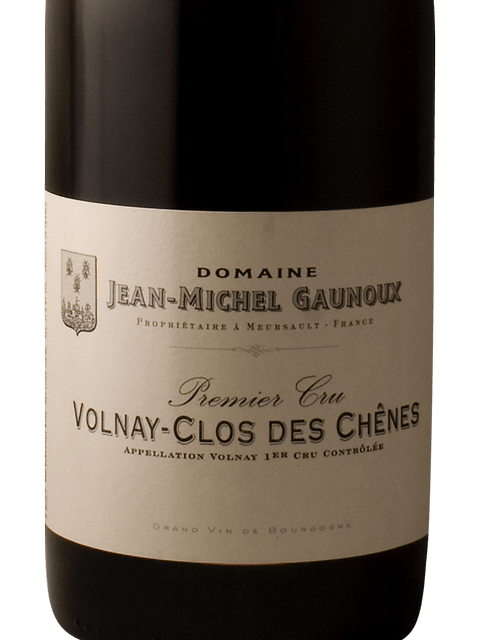 DOMAINE
JEAN-MICHEL GAUNOUX
PROPRIÉTAIRE À MEURSAULT - FRANCE
Premier Cru
VOLNAY-CLOS DES CHÊNES
APPELLATION VOLNAY 1ER CRU CONTRÔLÉE
GRAND VIN DE BOURGOGNE